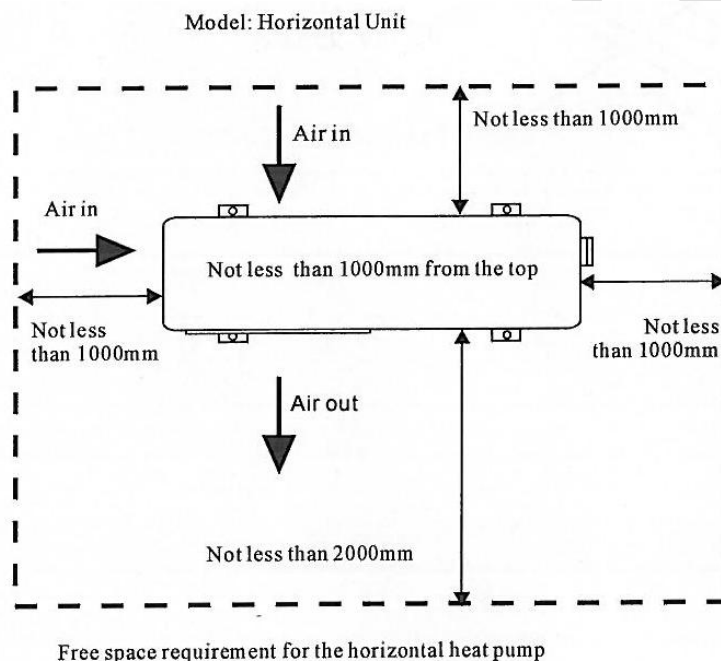 Model: Horizontal Unit
Not less than 1000mm
Air in
Air in
Not less than 1000mm from the top
Not less
than 1000mm
Not less
than 1000mm
Air out
Not less than 2000mm
Free space requirement for the horizontal heat pump